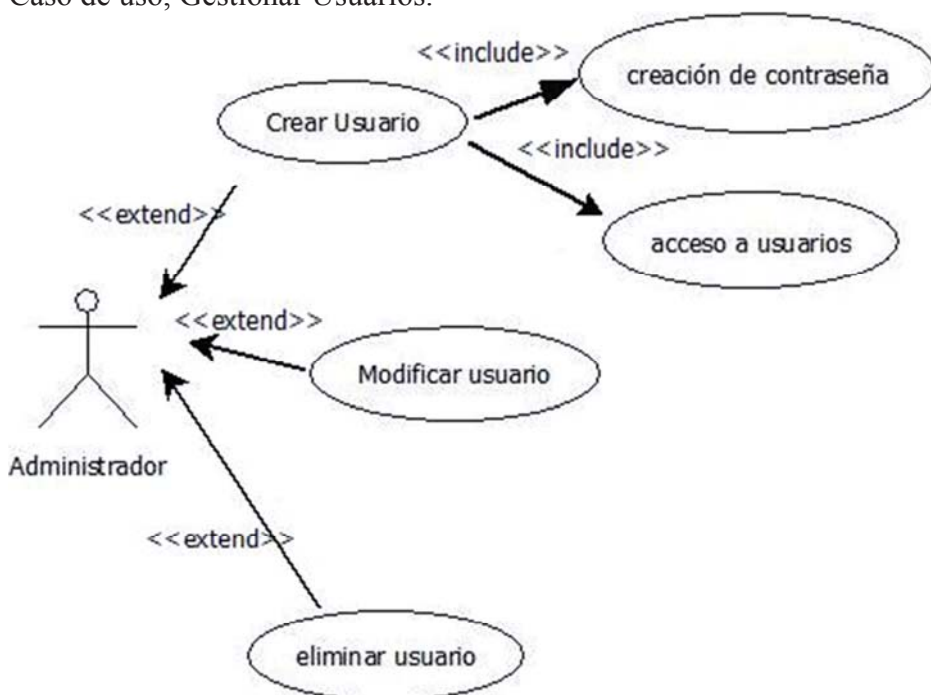 Caso de uso, Gestionar Usuarios.
<<include>>
creación de contraseña
Crear Usuario
<<include>>
<<extend>>
acceso a usuarios
<<extend>>
Modificar usuario
Administrador
<<extend>>
eliminar usuario